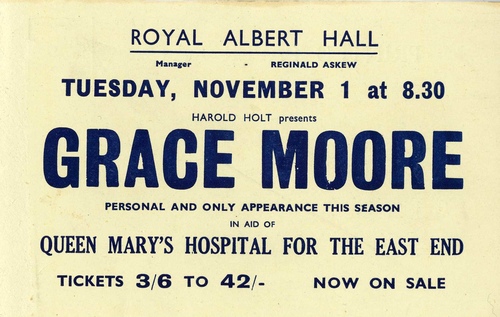 ROYAL ALBERT HALL
Manager - REGINALD ASKEW
TUESDAY, NOVEMBER 1 at 8.30
HAROLD HOLT presents
GRACE MOORE
PERSONAL AND ONLY APPEARANCE THIS SEASON
IN AID OF
QUEEN MARY'S HOSPITAL FOR THE EAST END
TICKETS 3/6 TO 42/- NOW ON SALE